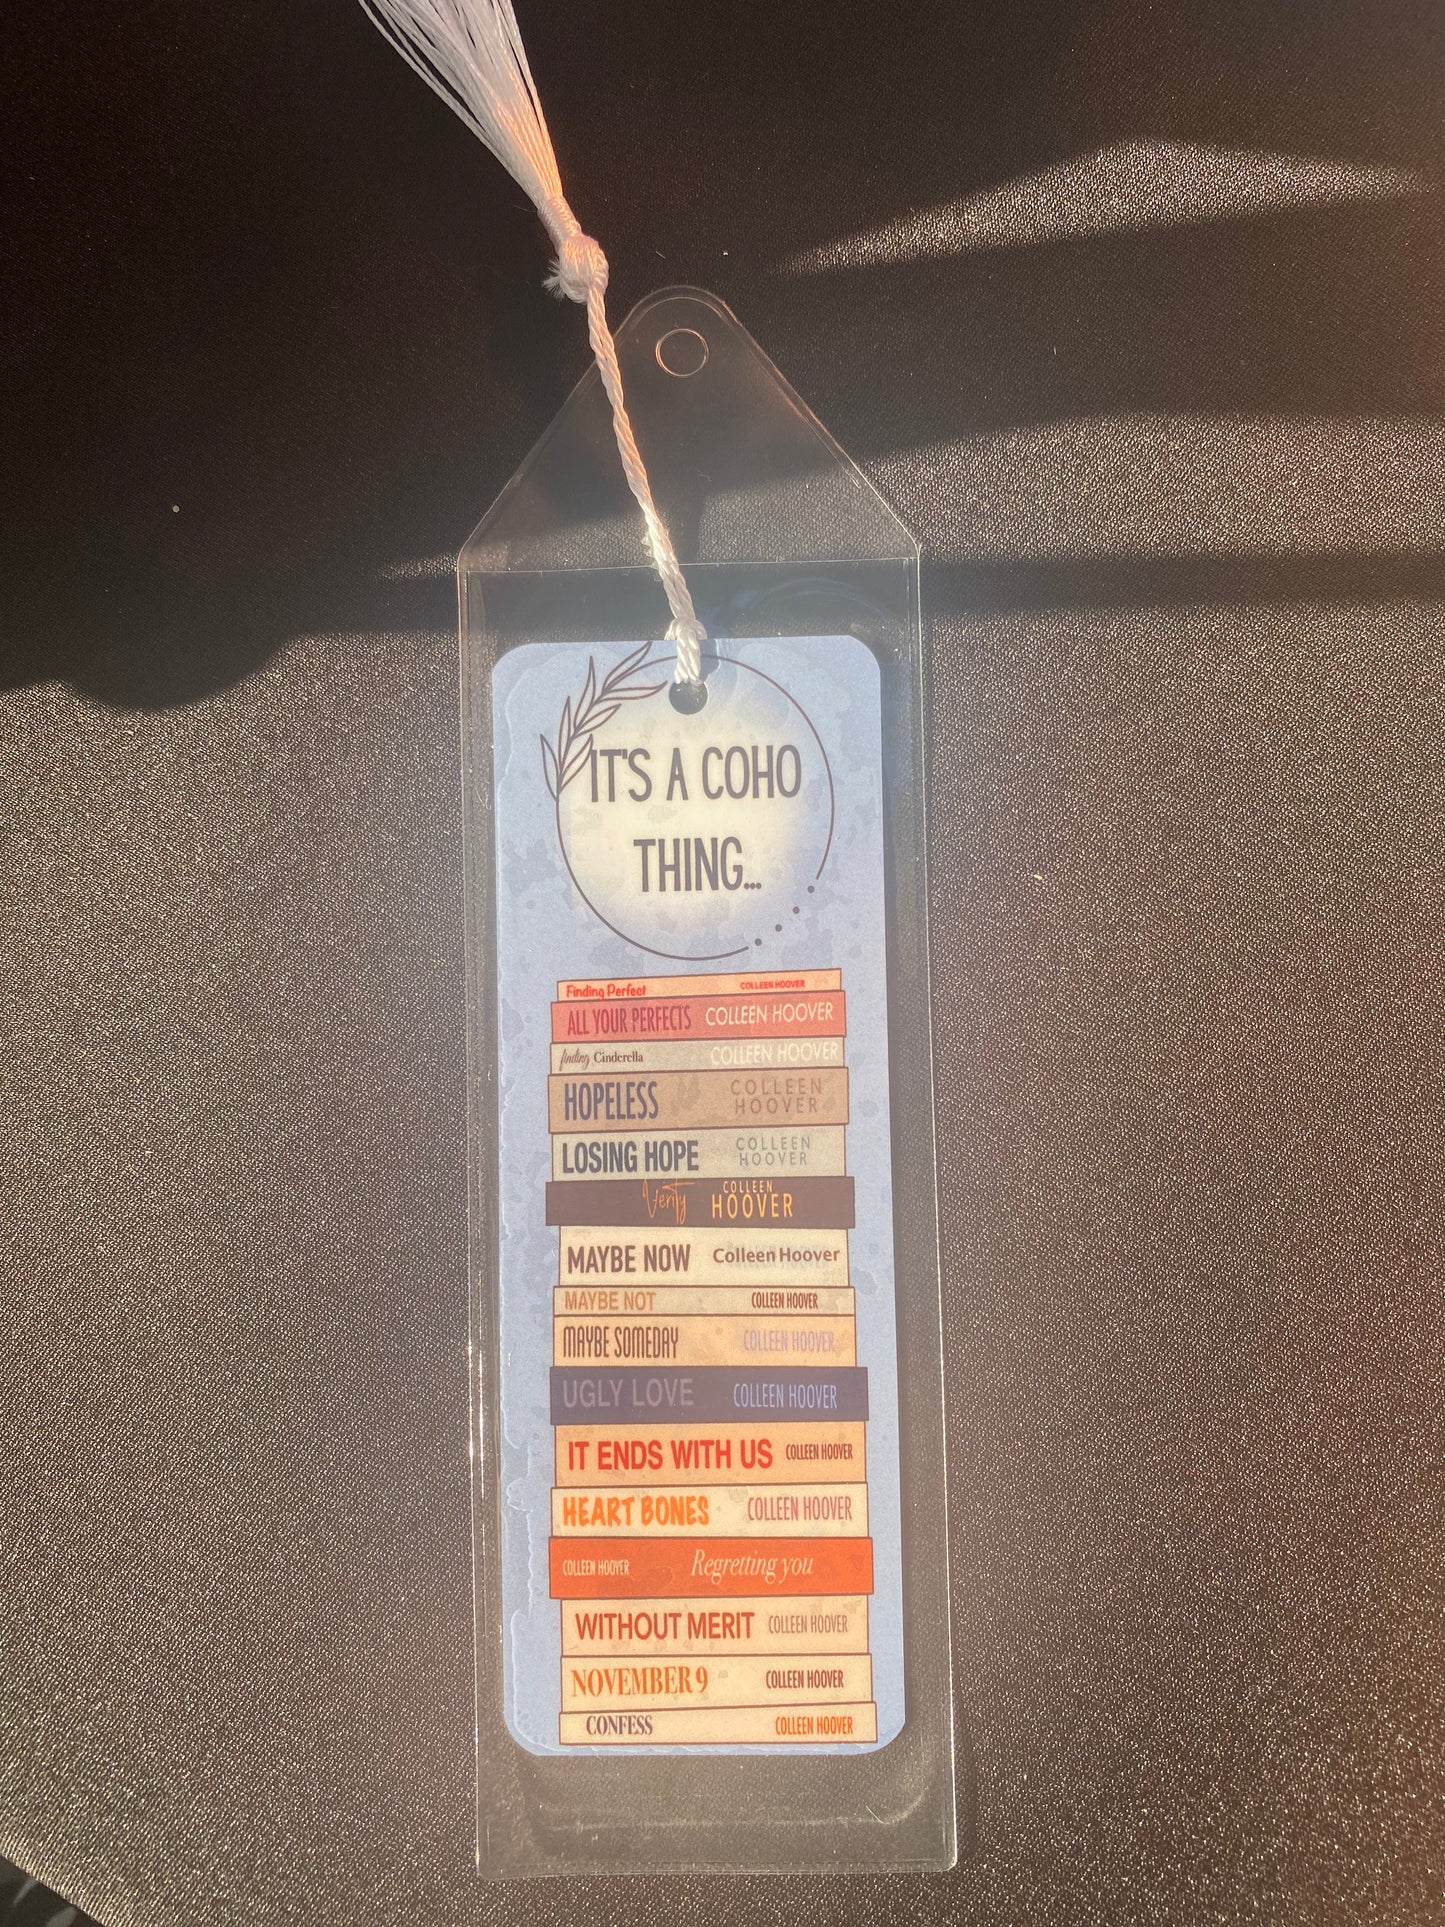 IT'S A COHO
THING...
Finding Perfect COLLEEN HOOVER
ALL YOUR PERFECTS COLLEEN HOOVER
finding Cinderella COLLEEN HOOVER
HOPELESS COLLEEN
HOOVER
LOSING HOPE COLLEEN
HOOVER
Verity COLLEEN
HOOVER
MAYBE NOW Colleen Hoover
MAYBE NOT COLLEEN HOOVER
MAYBE SOMEDAY COLLEEN HOOVER
UGLY LOVE COLLEEN HOOVER
IT ENDS WITH US COLLEEN HOOVER
HEART BONES COLLEEN HOOVER
COLLEEN HOOVER Regretting you
WITHOUT MERIT COLLEEN HOOVER
NOVEMBER 9 COLLEEN HOOVER
CONFESS COLLEEN HOOVER